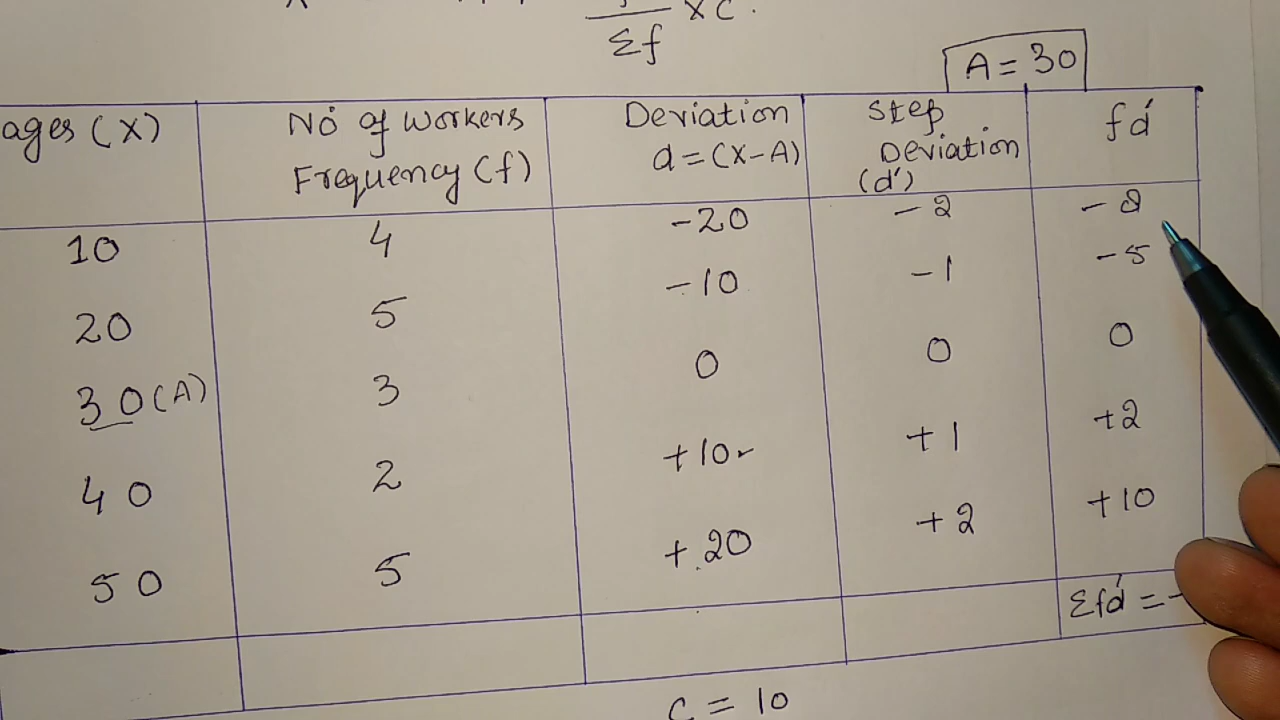 Σf × C.
A = 30
ages (X) No of workers Frequency (f) Deviation d = (X-A) Step Deviation (d') fd'
10 4 -20 -2 -8
20 5 -10 -1 -5
30 (A) 3 0 0 0
40 2 +10 +1 +2
50 5 +20 +2 +10
Σfd' = -
C = 10